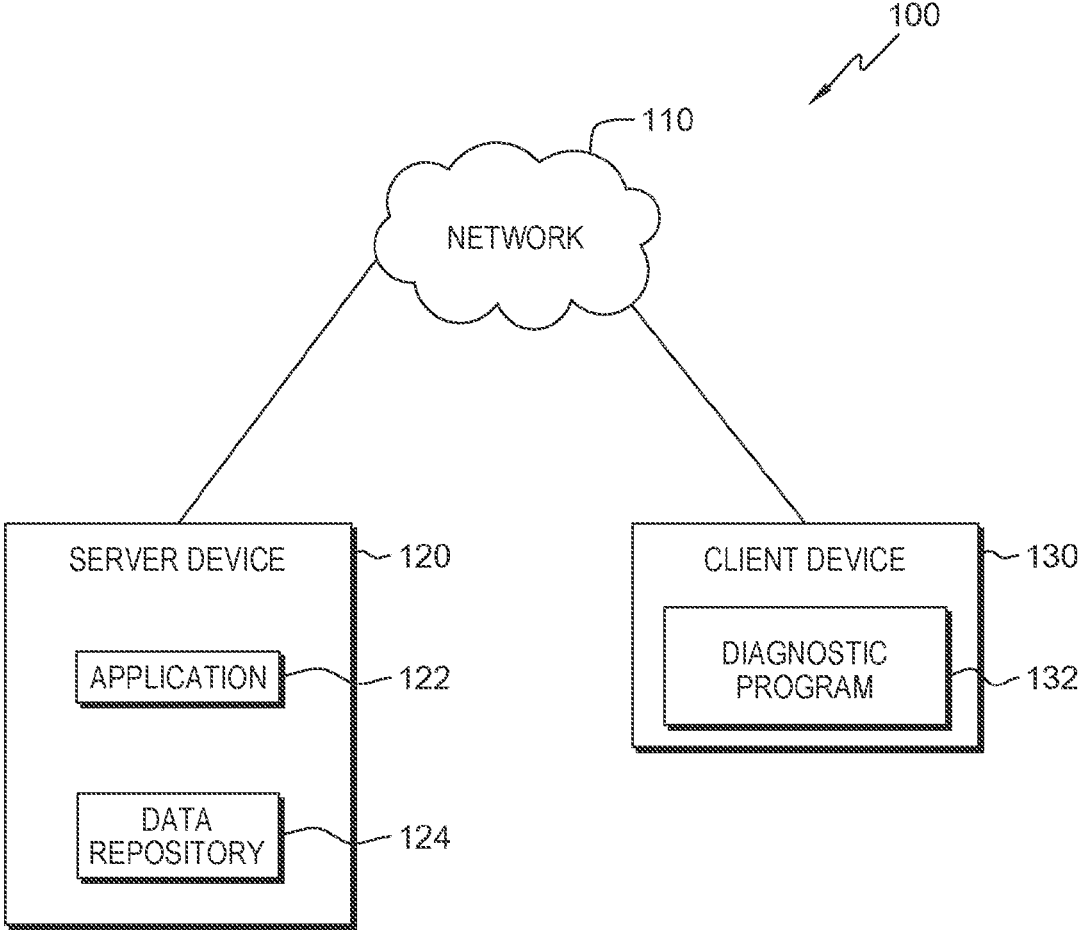 100
110
NETWORK
SERVER DEVICE
120
APPLICATION
122
DATA
REPOSITORY
124
CLIENT DEVICE
130
DIAGNOSTIC
PROGRAM
132